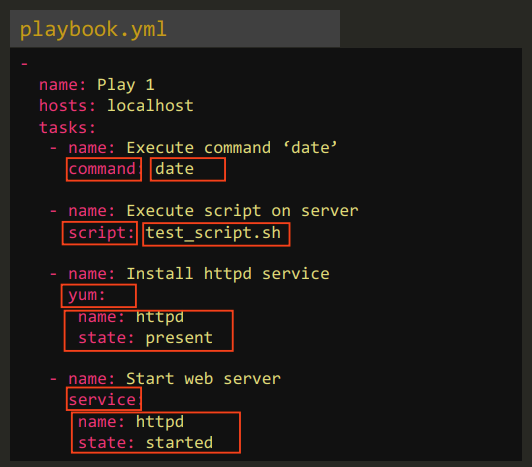 playbook.yml
-
name: Play 1
hosts: localhost
tasks:
- name: Execute command ‘date’
command: date
- name: Execute script on server
script: test_script.sh
- name: Install httpd service
yum:
name: httpd
state: present
- name: Start web server
service:
name: httpd
state: started